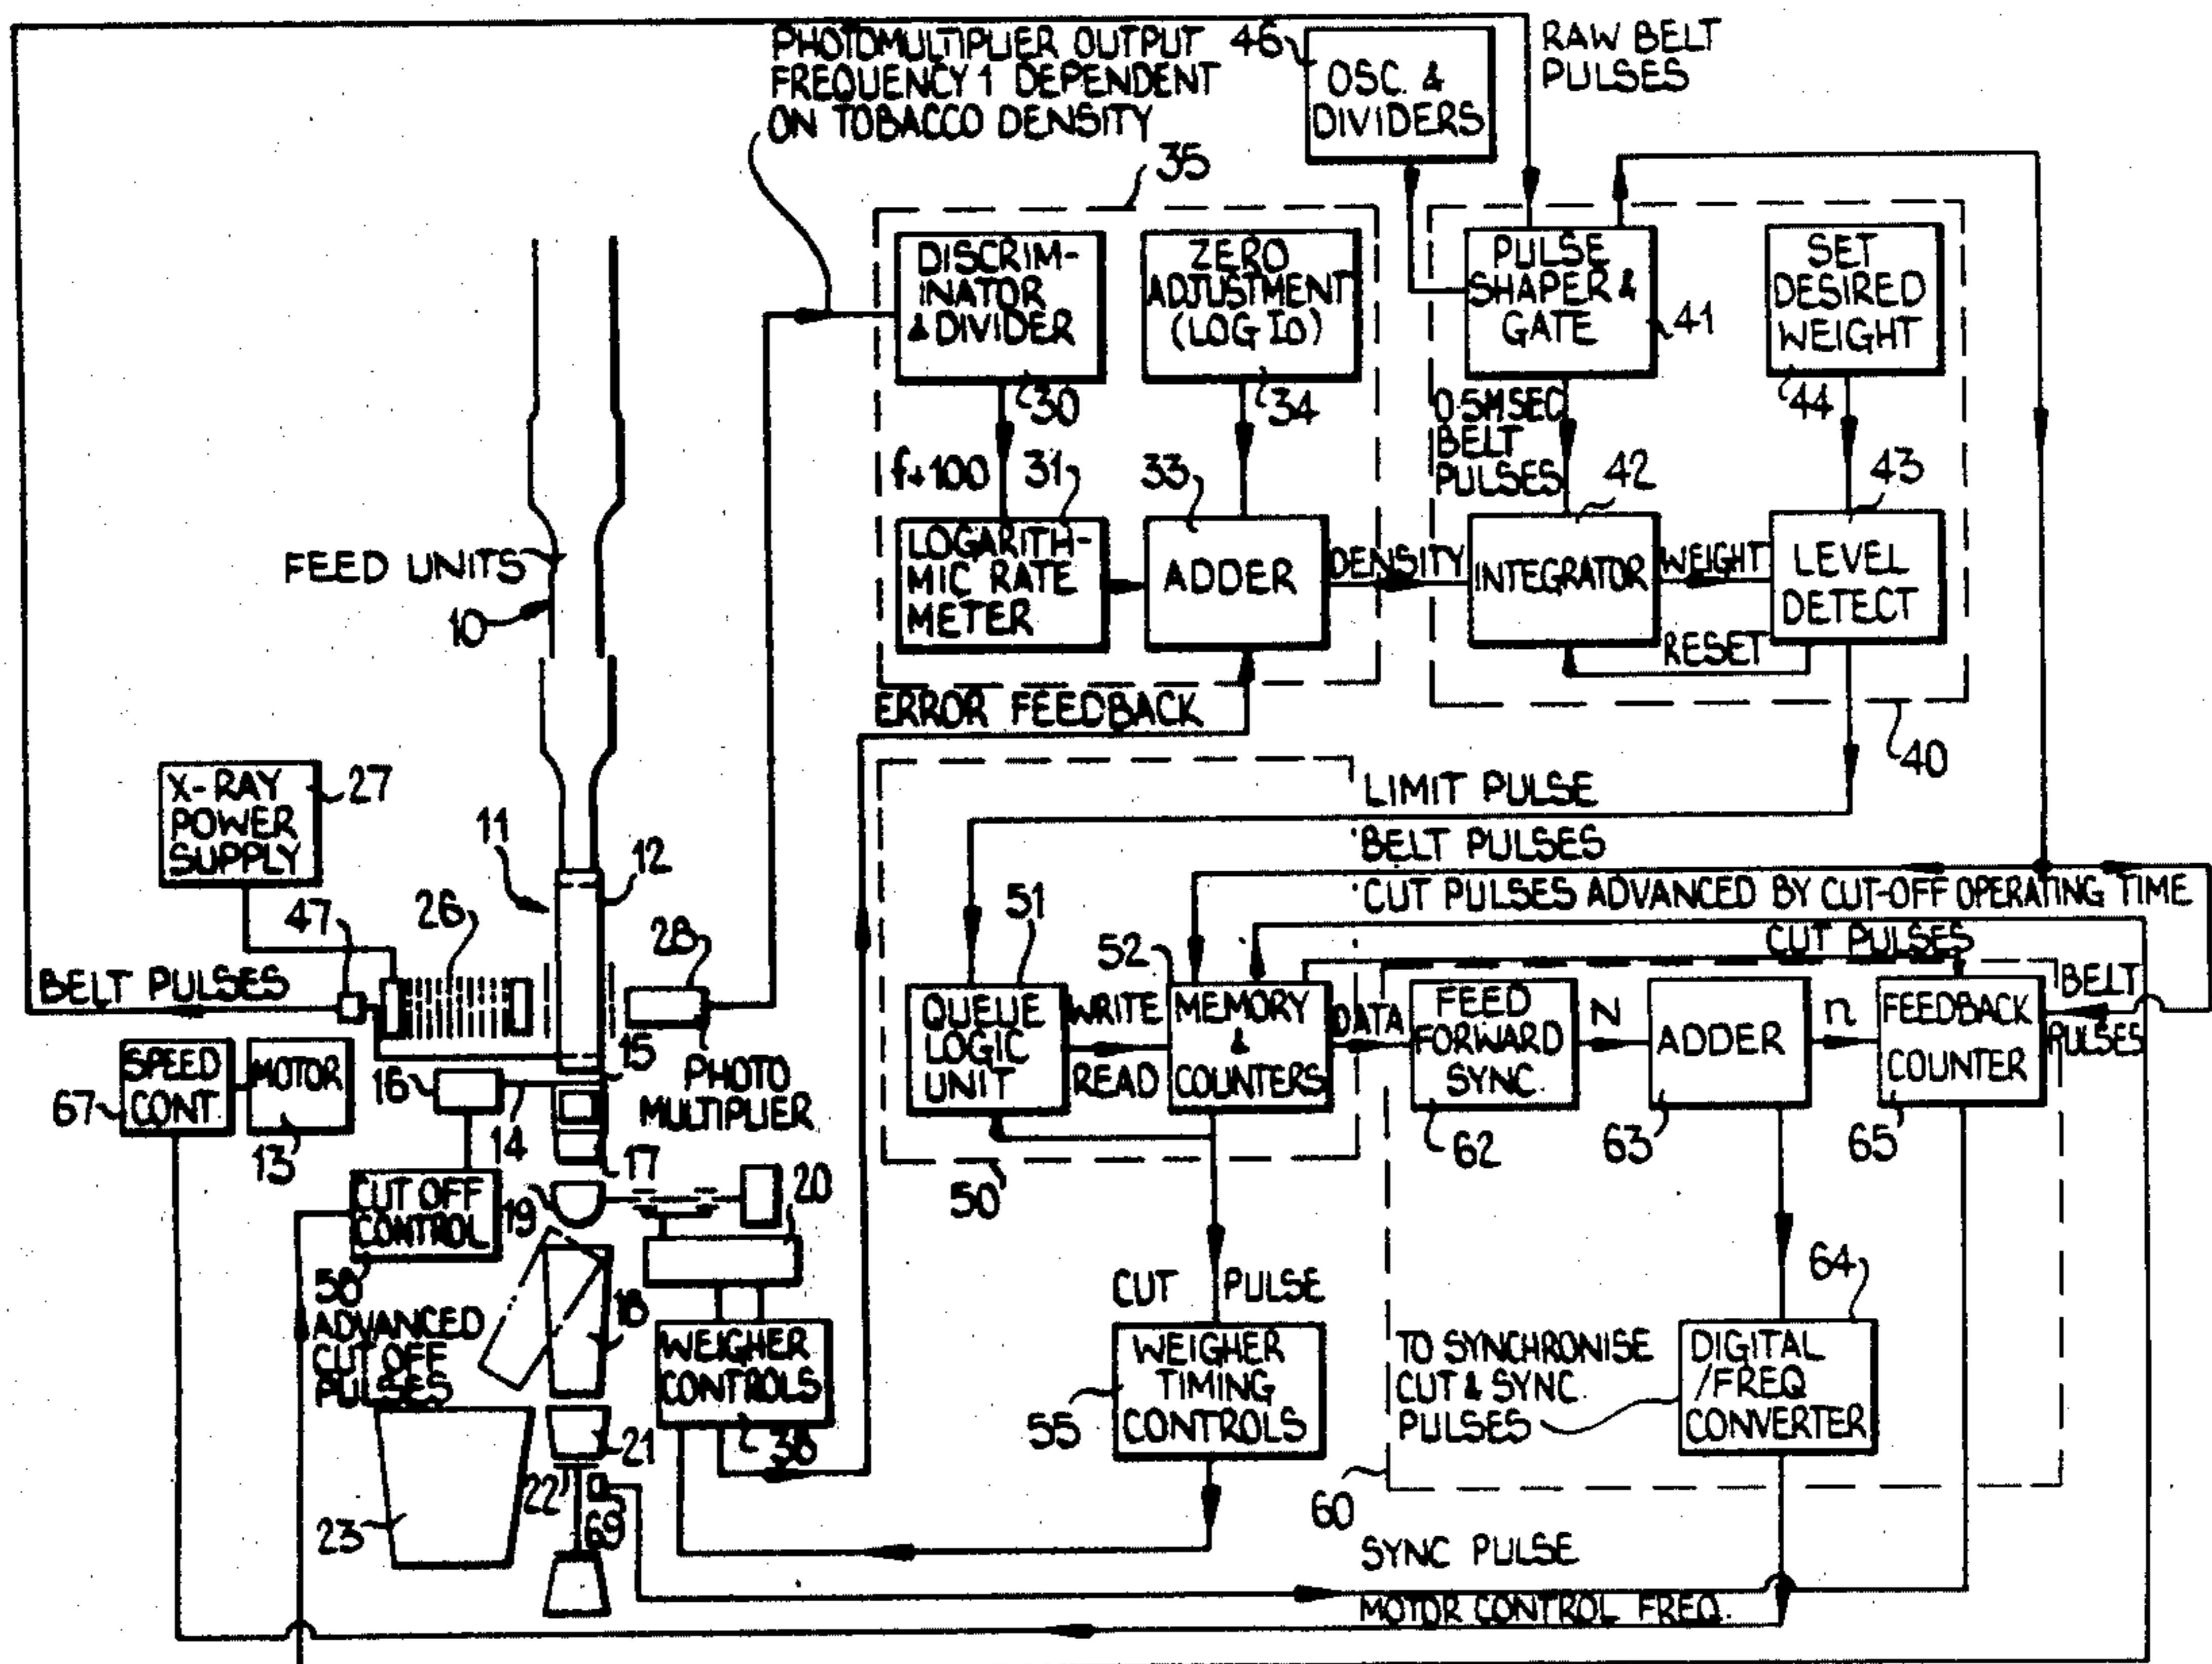 PHOTOMULTIPLIER OUTPUT
FREQUENCY 1 DEPENDENT
ON TOBACCO DENSITY
46
OSC. &
DIVIDERS
RAW BELT
PULSES
35
DISCRIM-
INATOR
& DIVIDER
30
ZERO
ADJUSTMENT
(LOG IO)
34
PULSE
SHAPER &
GATE
41
SET
DESIRED
WEIGHT
44
0.5MSEC
BELT
PULSES
f÷100
31
33
42
43
LOGARITH-
MIC RATE
METER
ADDER
DENSITY
INTEGRATOR
WEIGHT
LEVEL
DETECT
RESET
40
ERROR FEEDBACK
FEED UNITS
10
X-RAY
POWER
SUPPLY
27
11
12
47
26
28
BELT PULSES
15
PHOTO
MULTIPLIER
SPEED
CONT.
67
MOTOR
13
16
14
17
CUT OFF
CONTROL
58
19
20
ADVANCED
CUT OFF
PULSES
18
WEIGHER
CONTROLS
38
21
22
69
23
LIMIT PULSE
BELT PULSES
CUT PULSES ADVANCED BY CUT-OFF OPERATING TIME
CUT PULSES
51
52
QUEUE
LOGIC
UNIT
WRITE
READ
MEMORY
&
COUNTERS
DATA
FEED
FORWARD
SYNC.
62
N
ADDER
63
n
FEEDBACK
COUNTER
65
BELT
PULSES
50
CUT PULSE
WEIGHER
TIMING
CONTROLS
55
TO SYNCHRONISE
CUT & SYNC.
PULSES
64
DIGITAL
/FREQ
CONVERTER
60
SYNC PULSE
MOTOR CONTROL FREQ.